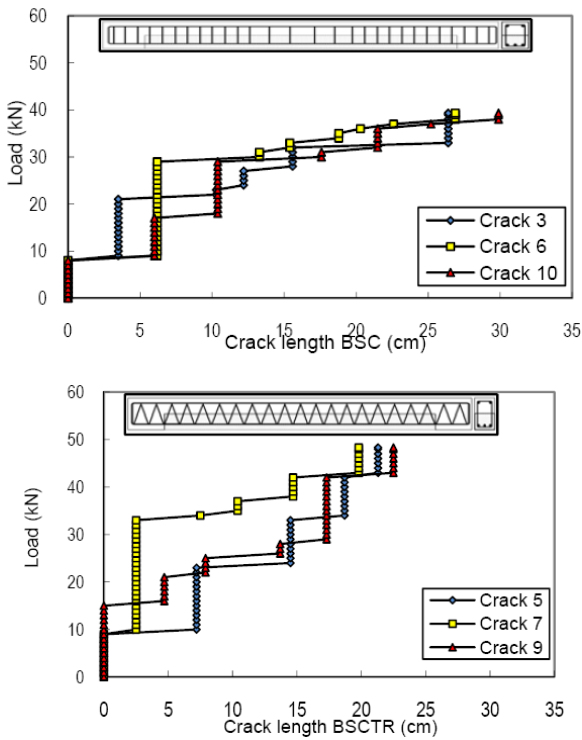 60
50
40
30
20
10
0
Load (kN)
Crack 3
Crack 6
Crack 10
0 5 10 15 20 25 30 35
Crack length BSC (cm)
60
50
40
30
20
10
0
Load (kN)
Crack 5
Crack 7
Crack 9
0 5 10 15 20 25 30 35
Crack length BSCTR (cm)